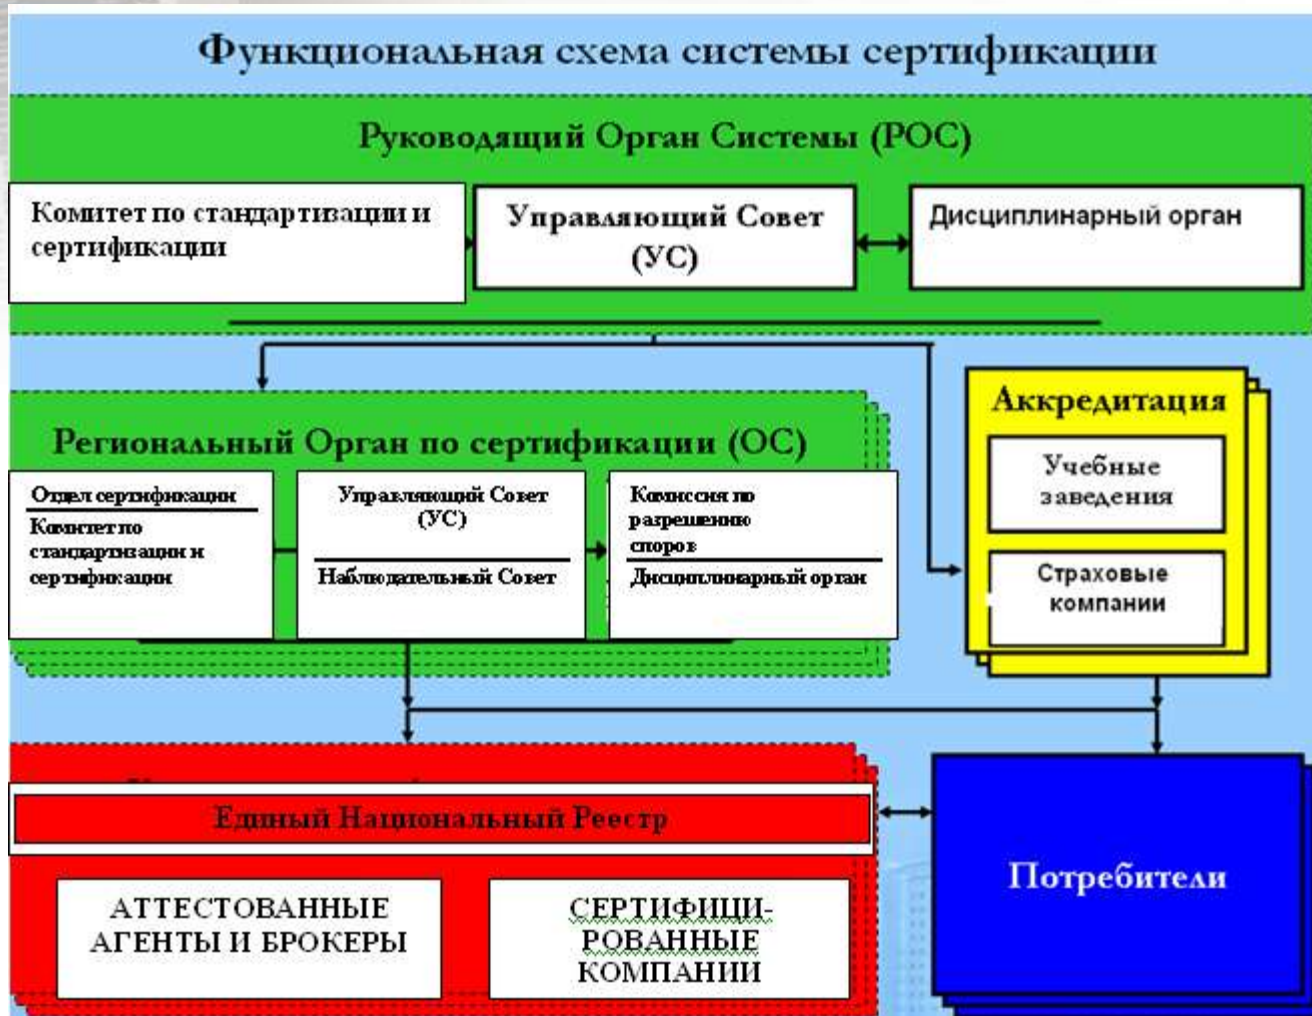 Функциональная схема системы сертификации
Руководящий Орган Системы (РОС)
Комитет по стандартизации и
сертификации
Управляющий Совет
(УС)
Дисциплинарный орган
Региональный Орган по сертификации (ОС)
Отдел сертификации
Комитет по
стандартизации и
сертификации
Управляющий Совет
(УС)
Наблюдательный Совет
Комиссия по
разрешению
споров
Дисциплинарный орган
Аккредитация
Учебные
заведения
Страховые
компании
Единый Национальный Реестр
АТТЕСТОВАННЫЕ
АГЕНТЫ И БРОКЕРЫ
СЕРТИФИЦИ-
РОВАННЫЕ
КОМПАНИИ
Потребители